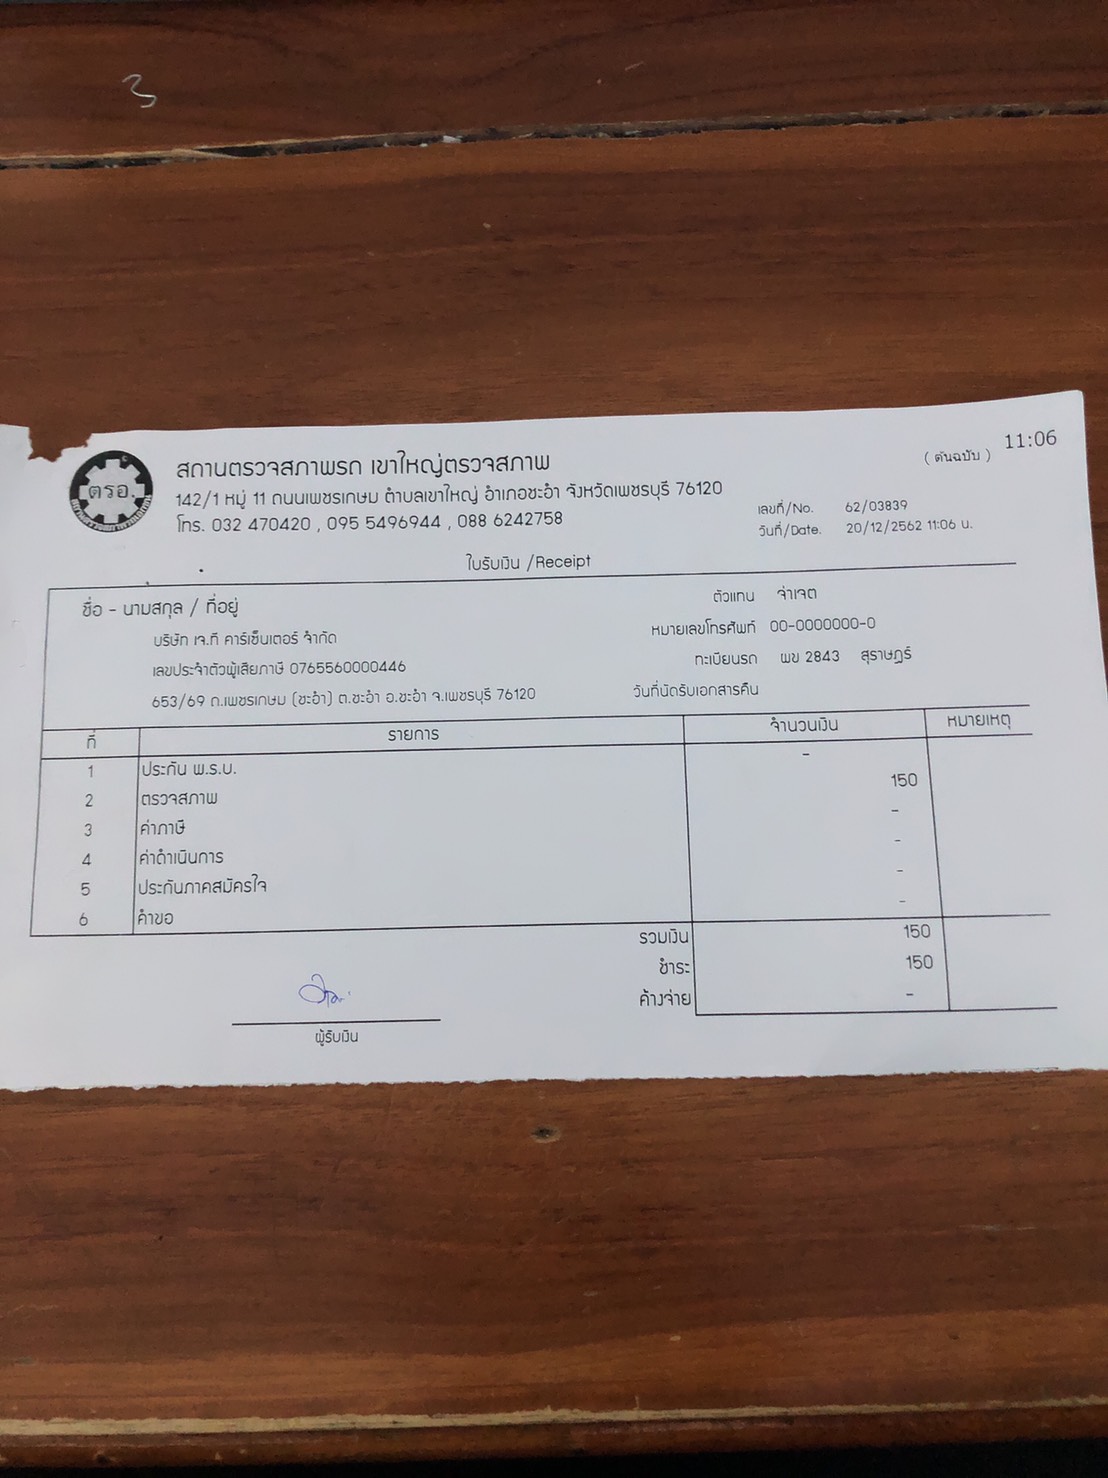 3
11:06
( ต้นฉบับ )
ตรอ.
สถานตรวจสภาพรถ เขาใหญ่ตรวจสภาพ
142/1 หมู่ 11 ถนนเพชรเกษม ตำบลเขาใหญ่ อำเภอชะอำ จังหวัดเพชรบุรี 76120
โทร. 032 470420 , 095 5496944 , 088 6242758
เลขที่/No. 62/03839
วันที่/Date. 20/12/2562 11:06 น.
ใบรับเงิน /Receipt
ชื่อ - นามสกุล / ที่อยู่
บริษัท เจ.ที คาร์เซ็นเตอร์ จำกัด
เลขประจำตัวผู้เสียภาษี 0765560000446
653/69 ถ.เพชรเกษม (ชะอำ) ต.ชะอำ อ.ชะอำ จ.เพชรบุรี 76120
ตัวแทน จ่าเจต
หมายเลขโทรศัพท์ 00-0000000-0
ทะเบียนรถ ผข 2843 สุราษฎร์
วันที่นัดรับเอกสารคืน
ที่ รายการ จำนวนเงิน หมายเหตุ
1 ประกัน พ.ร.บ. -
2 ตรวจสภาพ 150
3 ค่าภาษี -
4 ค่าดำเนินการ -
5 ประกันภาคสมัครใจ -
6 คำขอ -
รวมเงิน 150
ชำระ 150
ค้างจ่าย -
ผู้รับเงิน